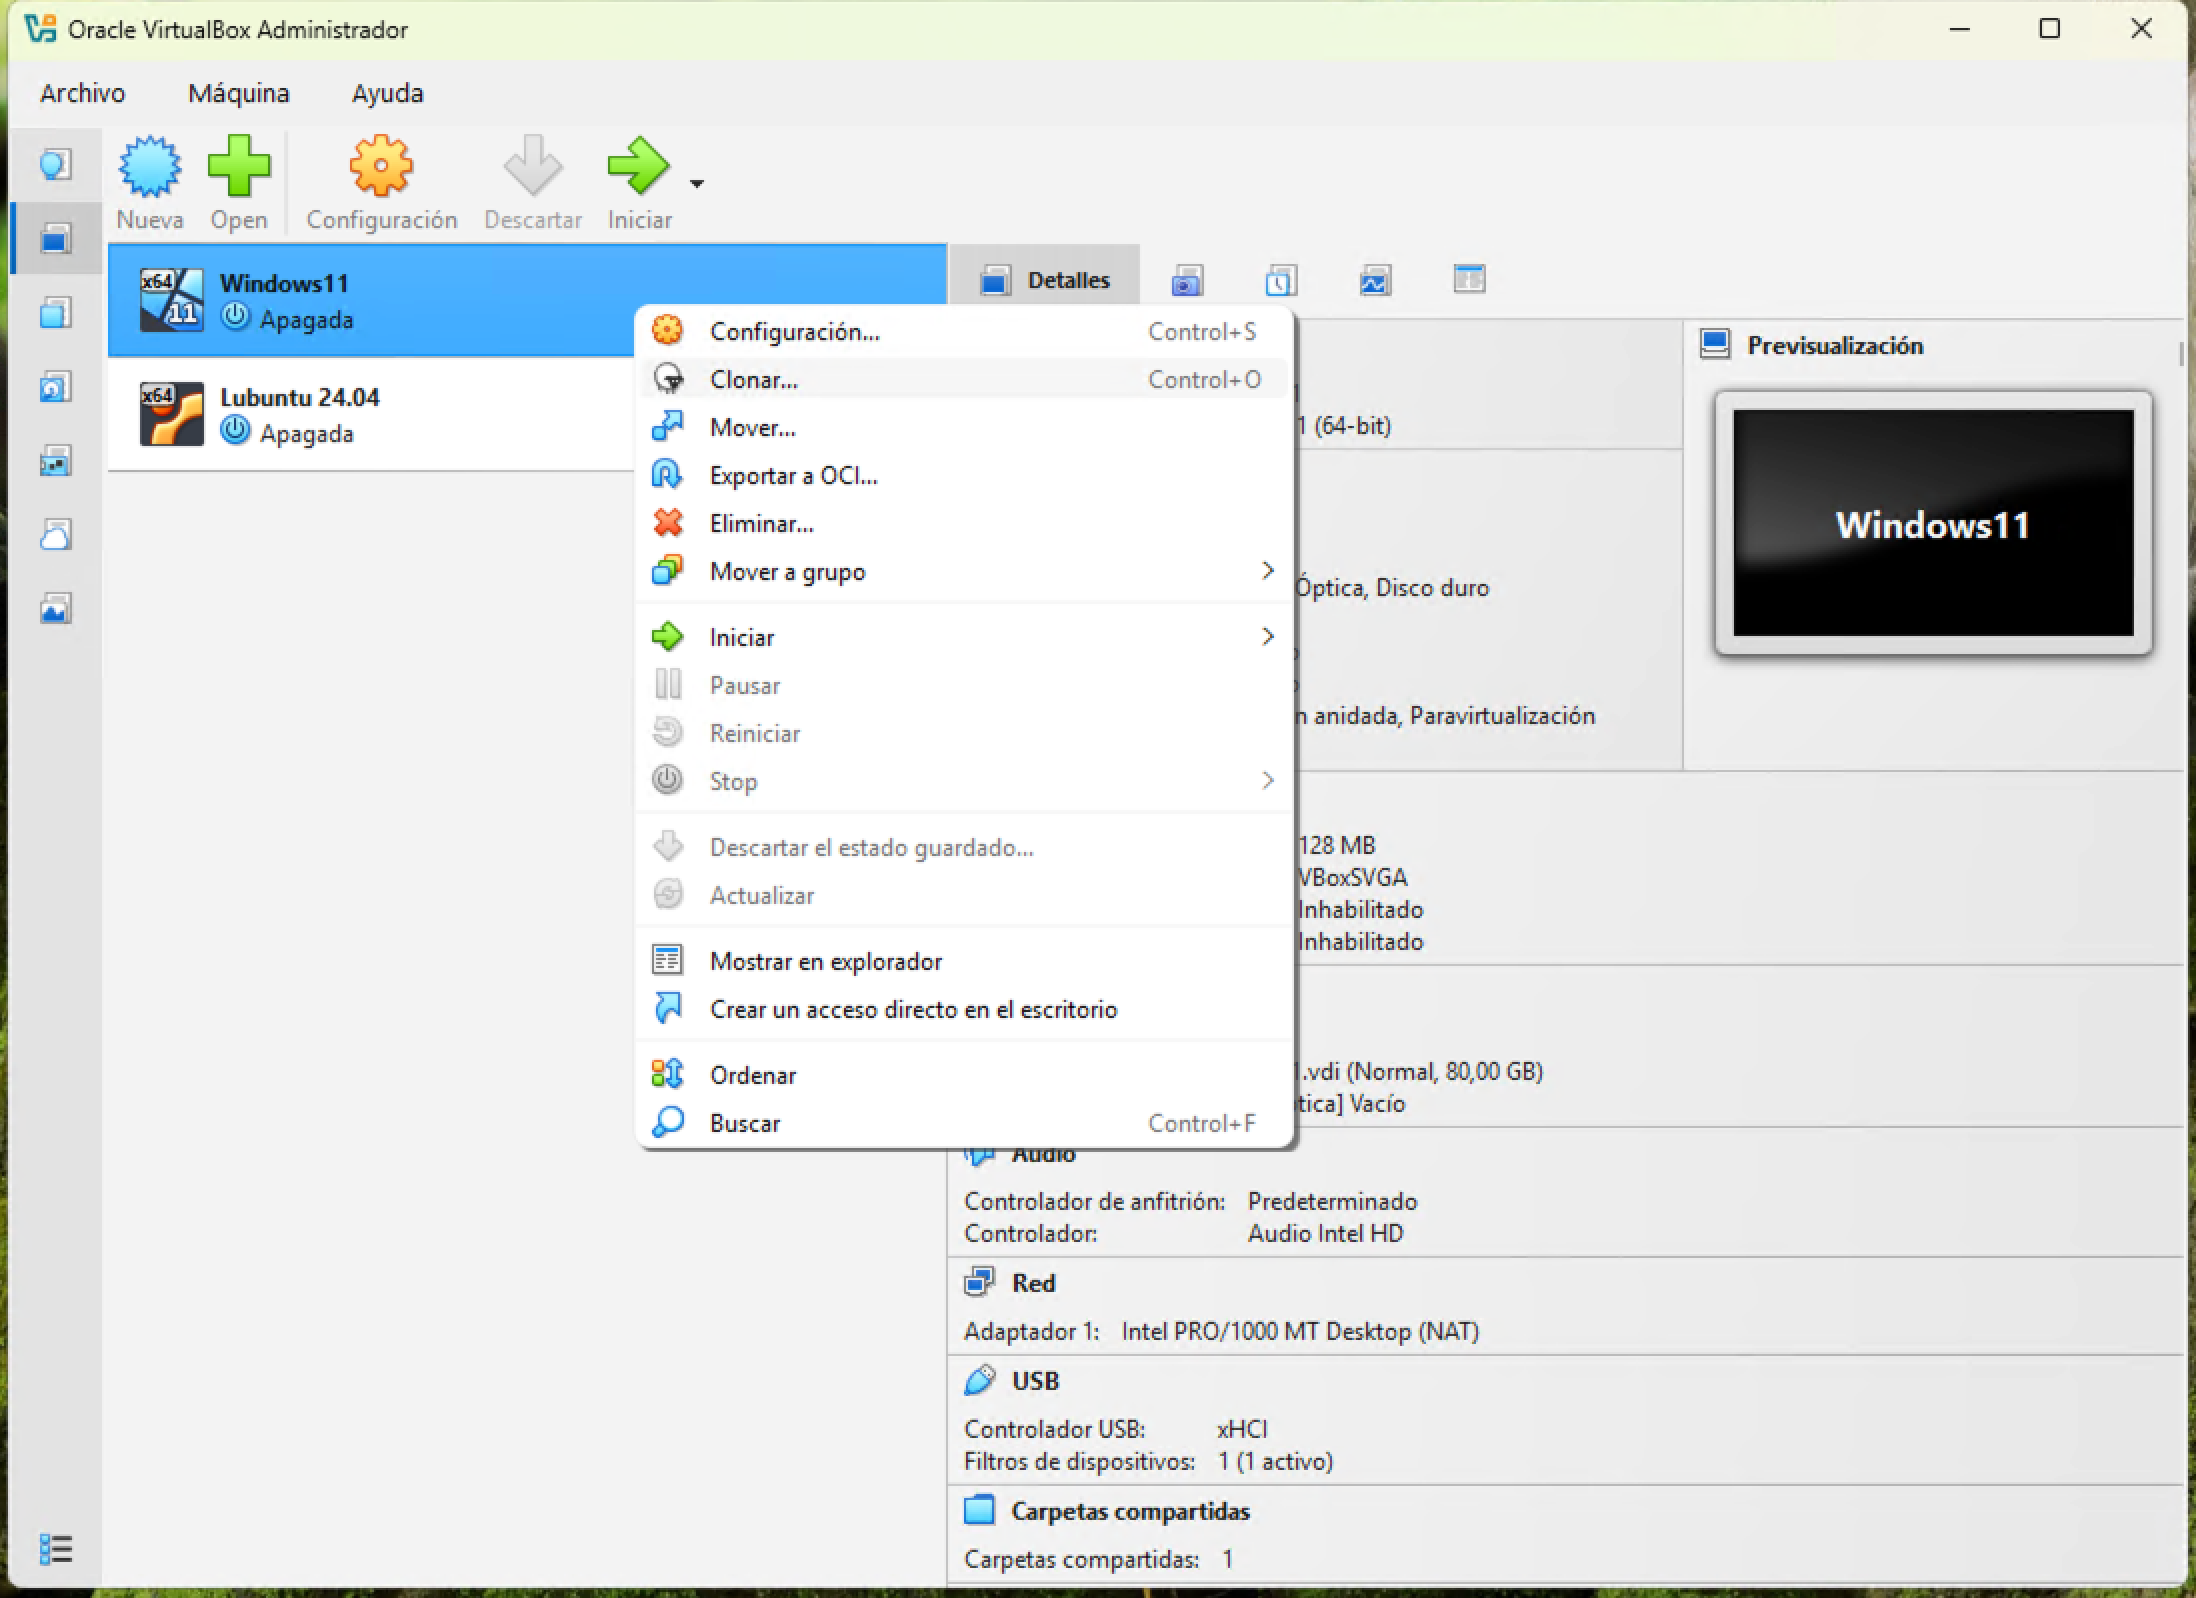 Oracle VirtualBox Administrador
Archivo Máquina Ayuda
Nueva Open Configuración Descartar Iniciar
x64 11 Windows11
Apagada
x64 Lubuntu 24.04
Apagada
Detalles
Configuración... Control+S
Clonar... Control+O
Mover...
Exportar a OCI...
Eliminar...
Mover a grupo
Iniciar
Pausar
Reiniciar
Stop
Descartar el estado guardado...
Actualizar
Mostrar en explorador
Crear un acceso directo en el escritorio
Ordenar
Buscar Control+F
1 (64-bit)
Óptica, Disco duro
n anidada, Paravirtualización
Previsualización
Windows11
128 MB
VBoxSVGA
Inhabilitado
Inhabilitado
1.vdi (Normal, 80,00 GB)
tica] Vacío
Audio
Controlador de anfitrión: Predeterminado
Controlador: Audio Intel HD
Red
Adaptador 1: Intel PRO/1000 MT Desktop (NAT)
USB
Controlador USB: xHCI
Filtros de dispositivos: 1 (1 activo)
Carpetas compartidas
Carpetas compartidas: 1